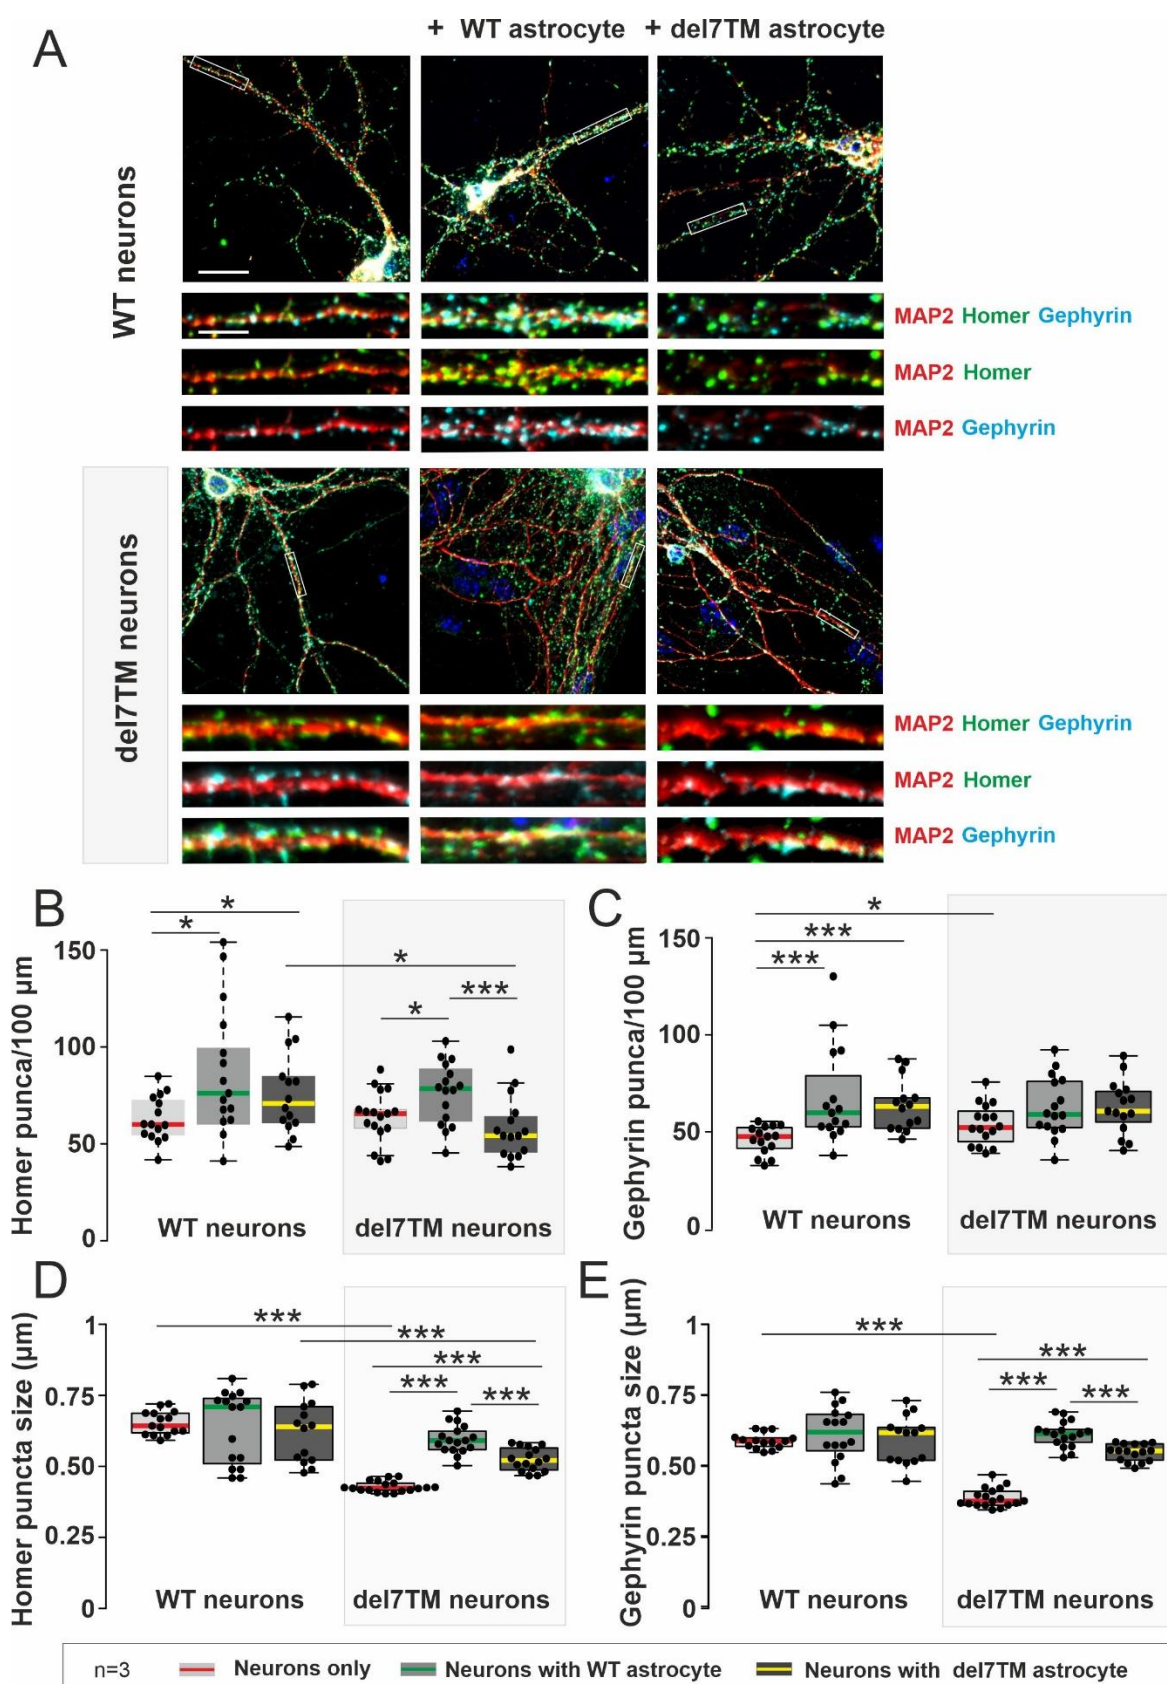 A
+ WT astrocyte + del7TM astrocyte
WT neurons
MAP2 Homer Gephyrin
MAP2 Homer
MAP2 Gephyrin
del7TM neurons
MAP2 Homer Gephyrin
MAP2 Homer
MAP2 Gephyrin
B
Homer punca/100 µm
150
100
50
0
*
*
*
*
***
WT neurons
del7TM neurons
C
Gephyrin punca/100 µm
150
100
50
0
*
***
***
WT neurons
del7TM neurons
D
Homer puncta size (µm)
1
0.75
0.50
0.25
0
***
***
***
***
***
WT neurons
del7TM neurons
E
Gephyrin puncta size (µm)
1
0.75
0.50
0.25
0
***
***
***
***
WT neurons
del7TM neurons
n=3 Neurons only Neurons with WT astrocyte Neurons with del7TM astrocyte